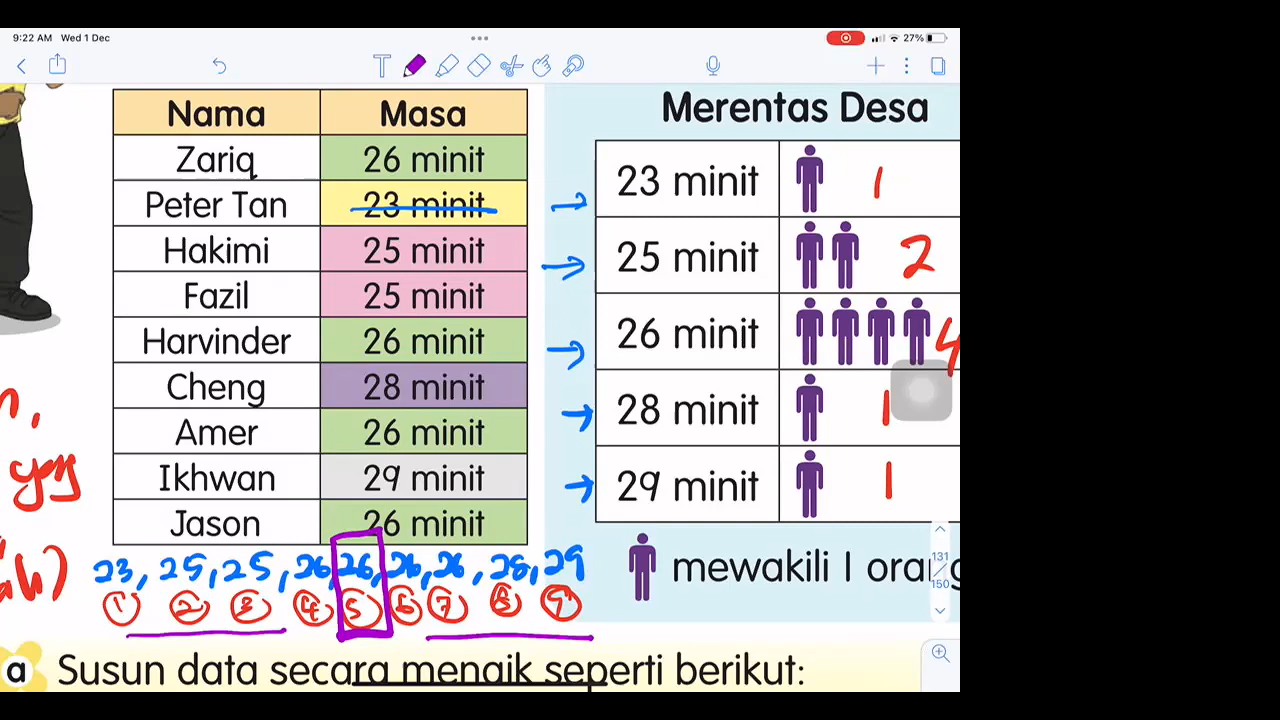 9:22 AM Wed 1 Dec
27%
Nama Masa
Zariq 26 minit
Peter Tan 23 minit
Hakimi 25 minit
Fazil 25 minit
Harvinder 26 minit
Cheng 28 minit
Amer 26 minit
Ikhwan 29 minit
Jason 26 minit
23, 25, 25, 26, 26, 26, 26, 28, 29
1 2 3 4 5 6 7 8 9
Merentas Desa
23 minit 1
25 minit 2
26 minit 4
28 minit 1
29 minit 1
mewakili 1 orang
131
150
a Susun data secara menaik seperti berikut: